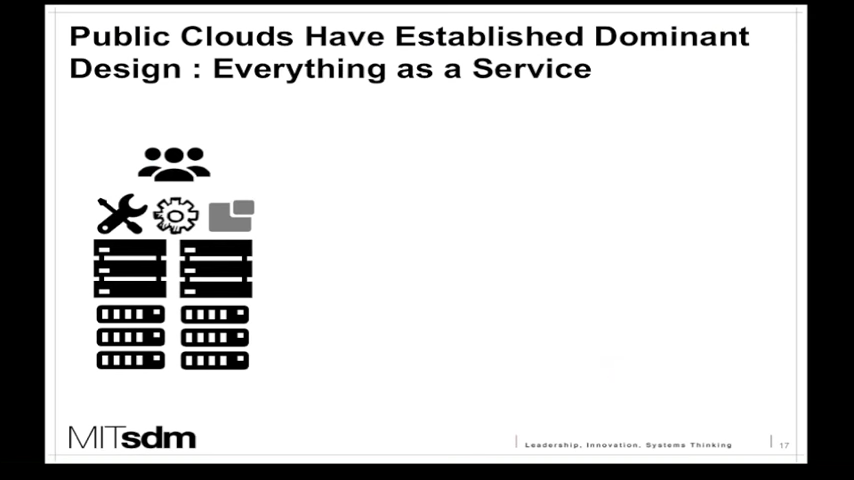 Public Clouds Have Established Dominant
Design : Everything as a Service
MITsdm
Leadership, Innovation, Systems Thinking
17